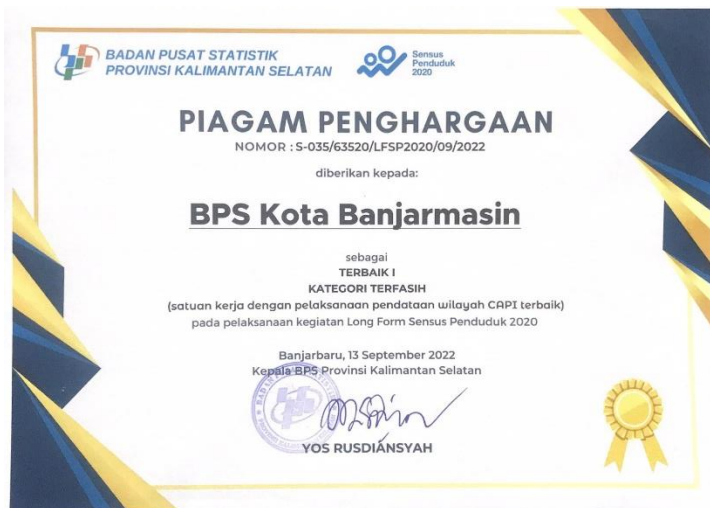 BADAN PUSAT STATISTIK
PROVINSI KALIMANTAN SELATAN
Sensus
Penduduk
2020
PIAGAM PENGHARGAAN
NOMOR : S-035/63520/LFSP2020/09/2022
diberikan kepada:
BPS Kota Banjarmasin
sebagai
TERBAIK I
KATEGORI TERFASIH
(satuan kerja dengan pelaksanaan pendataan wilayah CAPI terbaik)
pada pelaksanaan kegiatan Long Form Sensus Penduduk 2020
Banjarbaru, 13 September 2022
Kepala BPS Provinsi Kalimantan Selatan
YOS RUSDIANSYAH